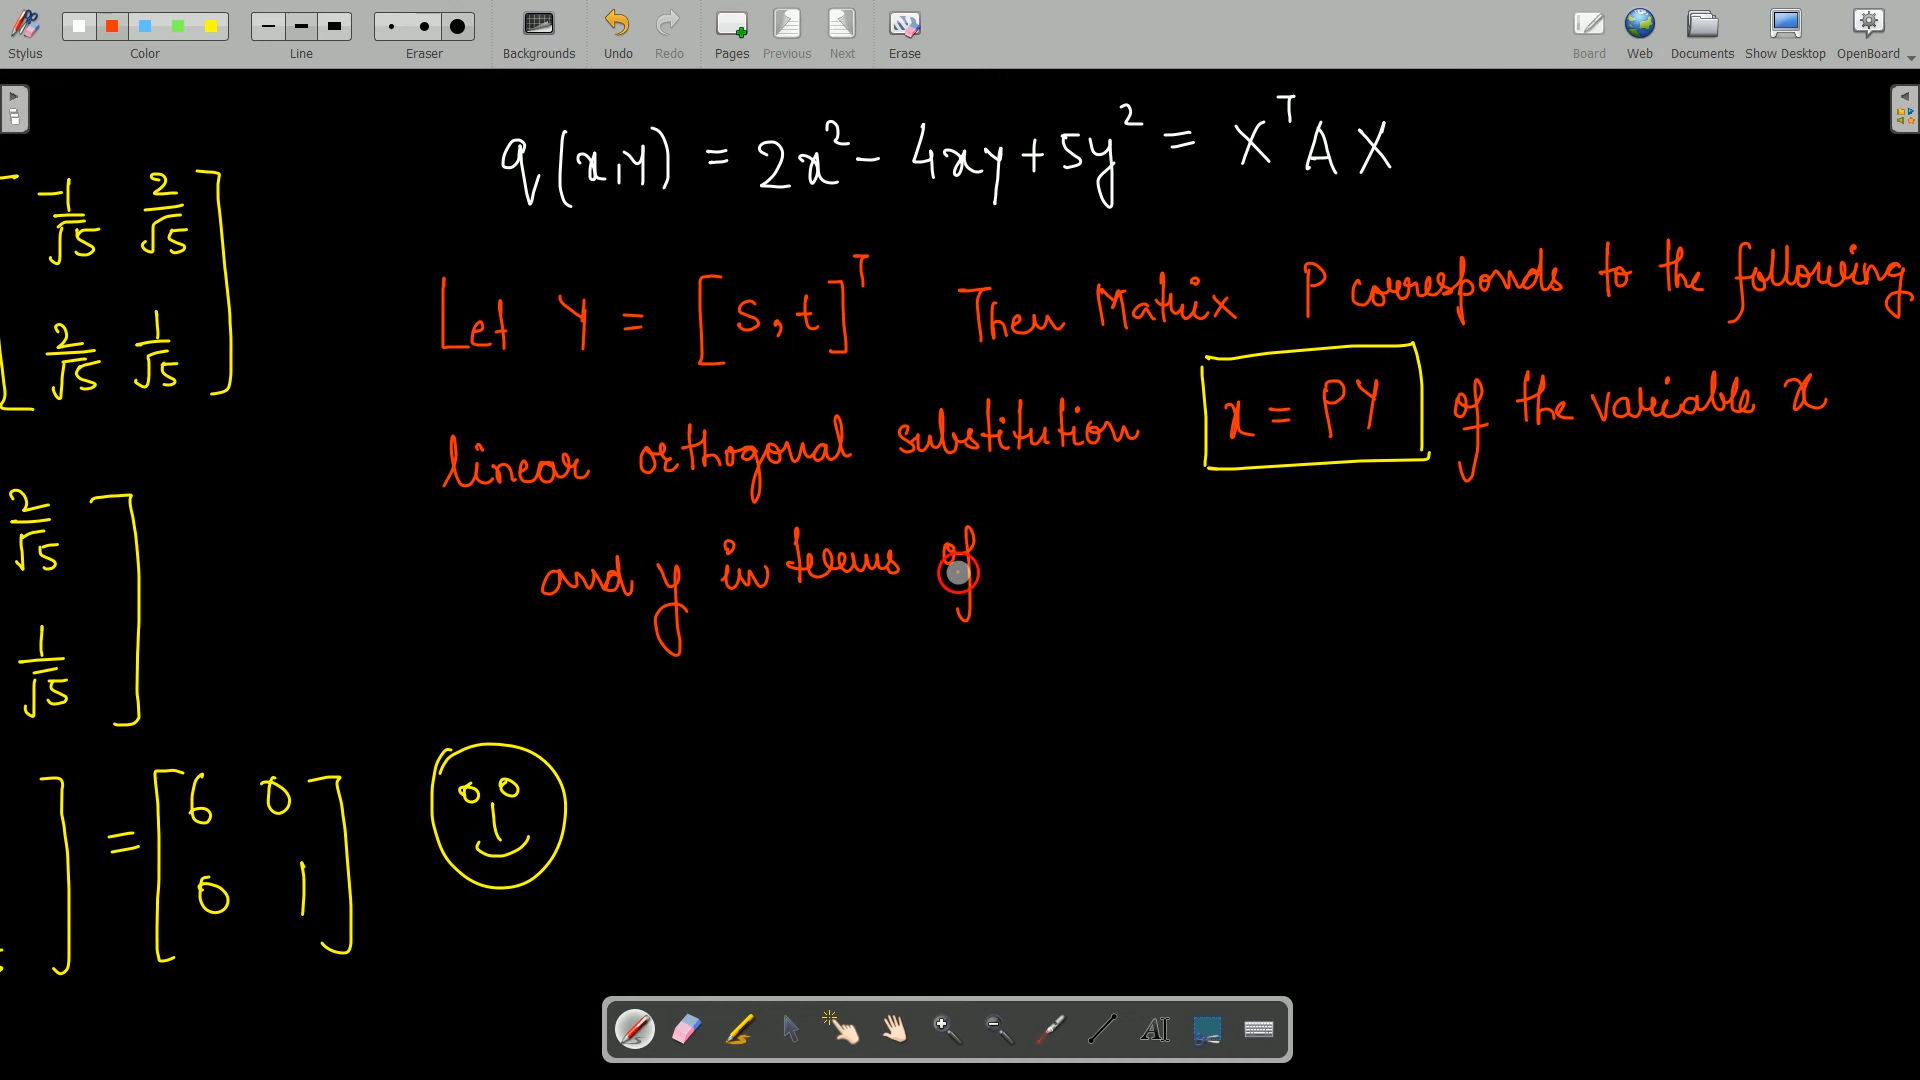 Stylus Color Line Eraser Backgrounds Undo Redo Pages Previous Next Erase Board Web Documents Show Desktop OpenBoard
q(x,y) = 2x² - 4xy + 5y² = X^T A X
Let Y = [s, t]^T Then Matrix P corresponds to the following
linear orthogonal substitution x = PY of the variable x
and y in terms of
-1/√5 2/√5
2/√5 1/√5
2/√5
1/√5
] = [6 0
0 1]
AI